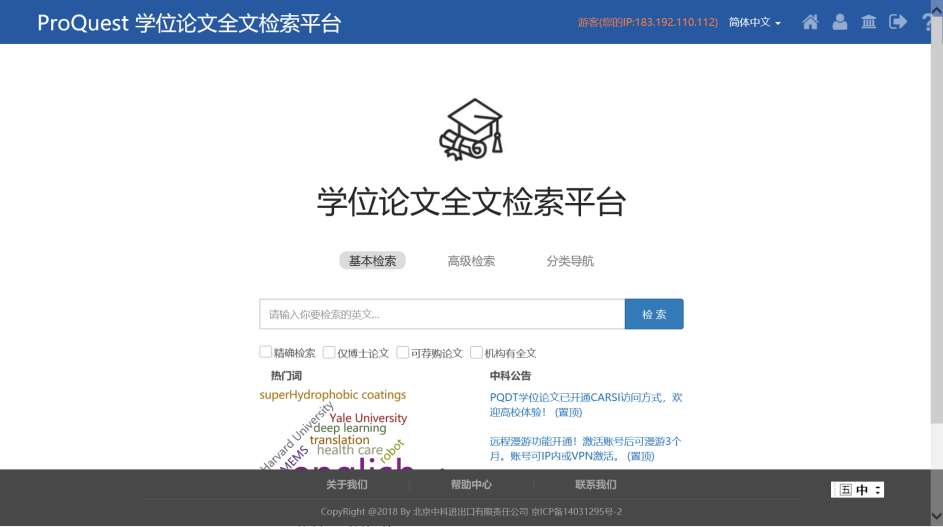 ProQuest 学位论文全文检索平台
游客(您的IP:183.192.110.112) 简体中文
学位论文全文检索平台
基本检索 高级检索 分类导航
请输入你要检索的英文... 检 索
精确检索 仅博士论文 可荐购论文 机构有全文
热门词
superHydrophobic coatings
Harvard University
Yale University
deep learning
translation
health care
robot
MEMS
english
中科公告
PQDT学位论文已开通CARSI访问方式，欢
迎高校体验！ (置顶)
远程漫游功能开通！激活账号后可漫游3个
月。账号可IP内或VPN激活。 (置顶)
关于我们 帮助中心 联系我们
五 中 :
CopyRight @2018 By 北京中科进出口有限责任公司 京ICP备14031295号-2